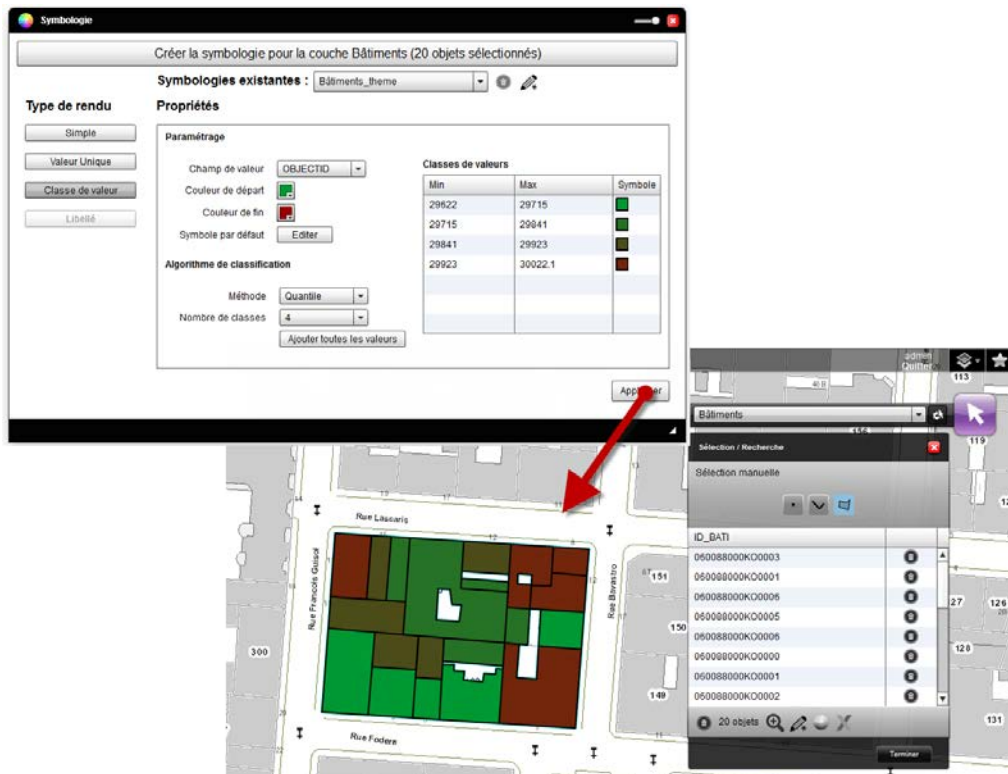 Symbologie
Créer la symbologie pour la couche Bâtiments (20 objets sélectionnés)
Symbologies existantes : Bâtiments_theme
Type de rendu
Propriétés
Simple
Valeur Unique
Classe de valeur
Libellé
Paramétrage
Champ de valeur OBJECTID
Couleur de départ
Couleur de fin
Symbole par défaut Editer
Algorithme de classification
Méthode Quantile
Nombre de classes 4
Ajouter toutes les valeurs
Classes de valeurs
Min Max Symbole
29622 29715
29715 29841
29841 29923
29923 30022.1
admin
Quitter
113
40 B
Bâtiments
156
119
Sélection / Recherche
Sélection manuelle
ID_BATI
060088000KO0003
060088000KO0001
060088000KO0006
060088000KO0005
060088000KO0006
060088000KO0000
060088000KO0001
060088000KO0002
20 objets
Terminer
Rue Lascaris
Rue François Guisol
Rue Bavastro
Rue Fodere
300
151
150
149
127
126
128
131